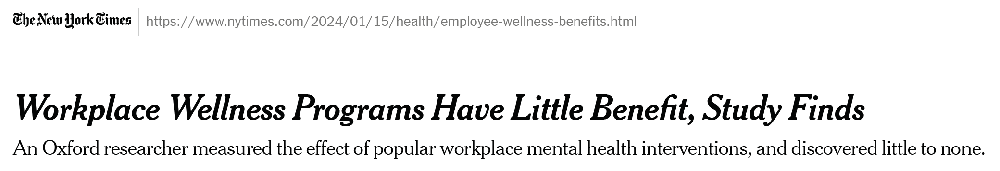 The New York Times https://www.nytimes.com/2024/01/15/health/employee-wellness-benefits.html
Workplace Wellness Programs Have Little Benefit, Study Finds
An Oxford researcher measured the effect of popular workplace mental health interventions, and discovered little to none.